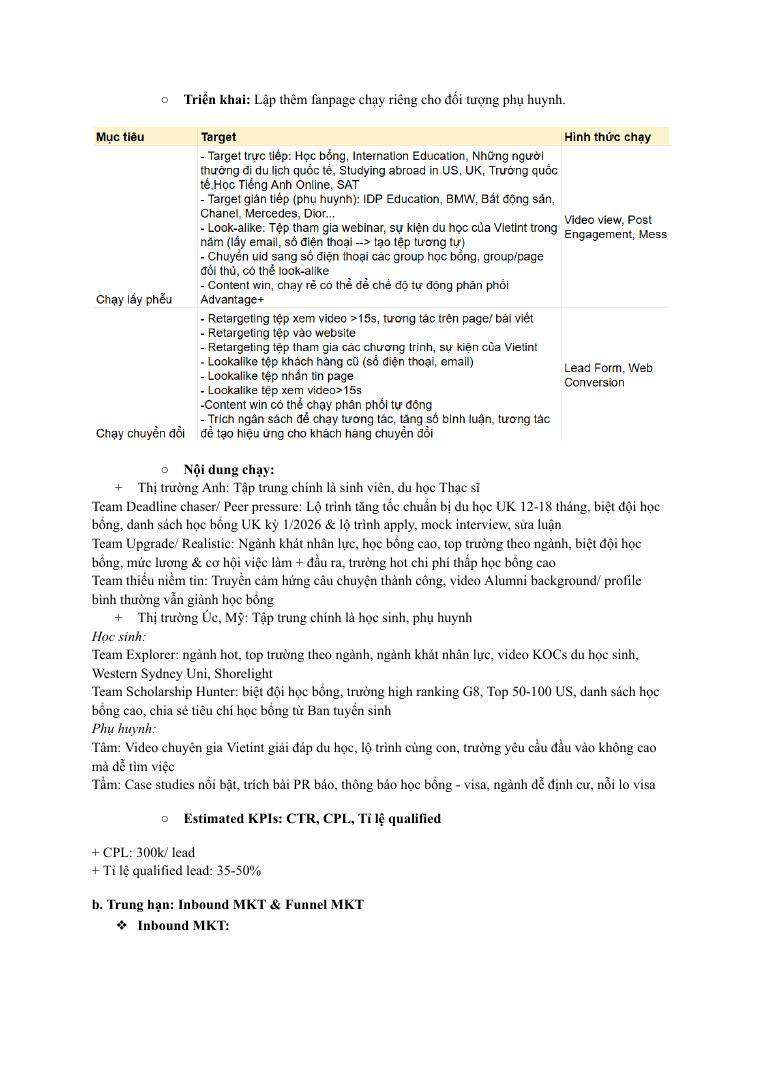 ○ Triển khai: Lập thêm fanpage chạy riêng cho đối tượng phụ huynh.
Mục tiêu Target Hình thức chạy
- Target trực tiếp: Học bổng, Internation Education, Những người
thường đi du lịch quốc tế, Studying abroad in US, UK, Trường quốc
tế,Học Tiếng Anh Online, SAT
- Target gián tiếp (phụ huynh): IDP Education, BMW, Bất động sản,
Chanel, Mercedes, Dior...
- Look-alike: Tệp tham gia webinar, sự kiện du học của Vietint trong
năm (lấy email, số điện thoại --> tạo tệp tương tự)
- Chuyển uid sang số điện thoại các group học bổng, group/page
đối thủ, có thể look-alike
- Content win, chạy rẻ có thể để chế độ tự động phân phối
Advantage+
Chạy lấy phễu
Video view, Post
Engagement, Mess
- Retargeting tệp xem video >15s, tương tác trên page/ bài viết
- Retargeting tệp vào website
- Retargeting tệp tham gia các chương trình, sự kiện của Vietint
- Lookalike tệp khách hàng cũ (số điện thoại, email)
- Lookalike tệp nhắn tin page
- Lookalike tệp xem video>15s
-Content win có thể chạy phân phối tự động
- Trích ngân sách để chạy tương tác, tăng số bình luận, tương tác
để tạo hiệu ứng cho khách hàng chuyển đổi
Chạy chuyển đổi
Lead Form, Web
Conversion
○ Nội dung chạy:
+ Thị trường Anh: Tập trung chính là sinh viên, du học Thạc sĩ
Team Deadline chaser/ Peer pressure: Lộ trình tăng tốc chuẩn bị du học UK 12-18 tháng, biệt đội học
bổng, danh sách học bổng UK kỳ 1/2026 & lộ trình apply, mock interview, sửa luận
Team Upgrade/ Realistic: Ngành khát nhân lực, học bổng cao, top trường theo ngành, biệt đội học
bổng, mức lương & cơ hội việc làm + đầu ra, trường hot chi phí thấp học bổng cao
Team thiếu niềm tin: Truyền cảm hứng câu chuyện thành công, video Alumni background/ profile
bình thường vẫn giành học bổng
+ Thị trường Úc, Mỹ: Tập trung chính là học sinh, phụ huynh
Học sinh:
Team Explorer: ngành hot, top trường theo ngành, ngành khát nhân lực, video KOCs du học sinh,
Western Sydney Uni, Shorelight
Team Scholarship Hunter: biệt đội học bổng, trường high ranking G8, Top 50-100 US, danh sách học
bổng cao, chia sẻ tiêu chí học bổng từ Ban tuyển sinh
Phụ huynh:
Tâm: Video chuyên gia Vietint giải đáp du học, lộ trình cùng con, trường yêu cầu đầu vào không cao
mà dễ tìm việc
Tầm: Case studies nổi bật, trích bài PR báo, thông báo học bổng - visa, ngành dễ định cư, nỗi lo visa
○ Estimated KPIs: CTR, CPL, Tỉ lệ qualified
+ CPL: 300k/ lead
+ Tỉ lệ qualified lead: 35-50%
b. Trung hạn: Inbound MKT & Funnel MKT
❖ Inbound MKT: